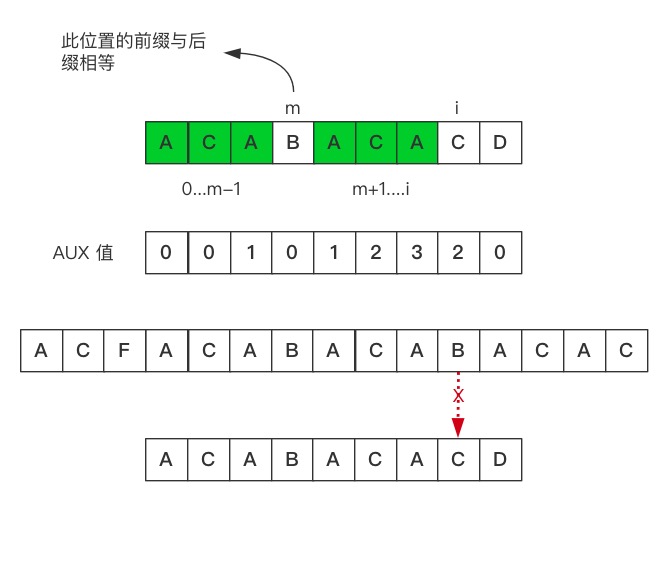 此位置的前缀与后
缀相等
m i
A C A B A C A C D
0...m-1 m+1....i
AUX 值 0 0 1 0 1 2 3 2 0
A C F A C A B A C A B A C A C
X
A C A B A C A C D